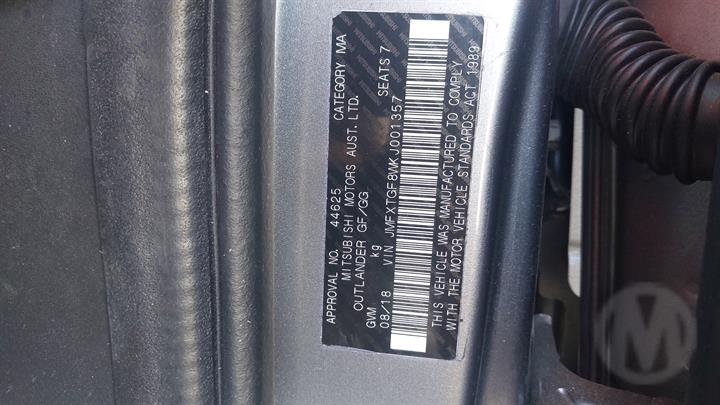 APPROVAL NO. 44625 CATEGORY MA
MITSUBISHI MOTORS AUST. LTD.
OUTLANDER GF/GG
GVM kg SEATS 7
08/18 VIN JMFXTGF8WKJ001357
THIS VEHICLE WAS MANUFACTURED TO COMPLY
WITH THE MOTOR VEHICLE STANDARDS ACT 1989
M